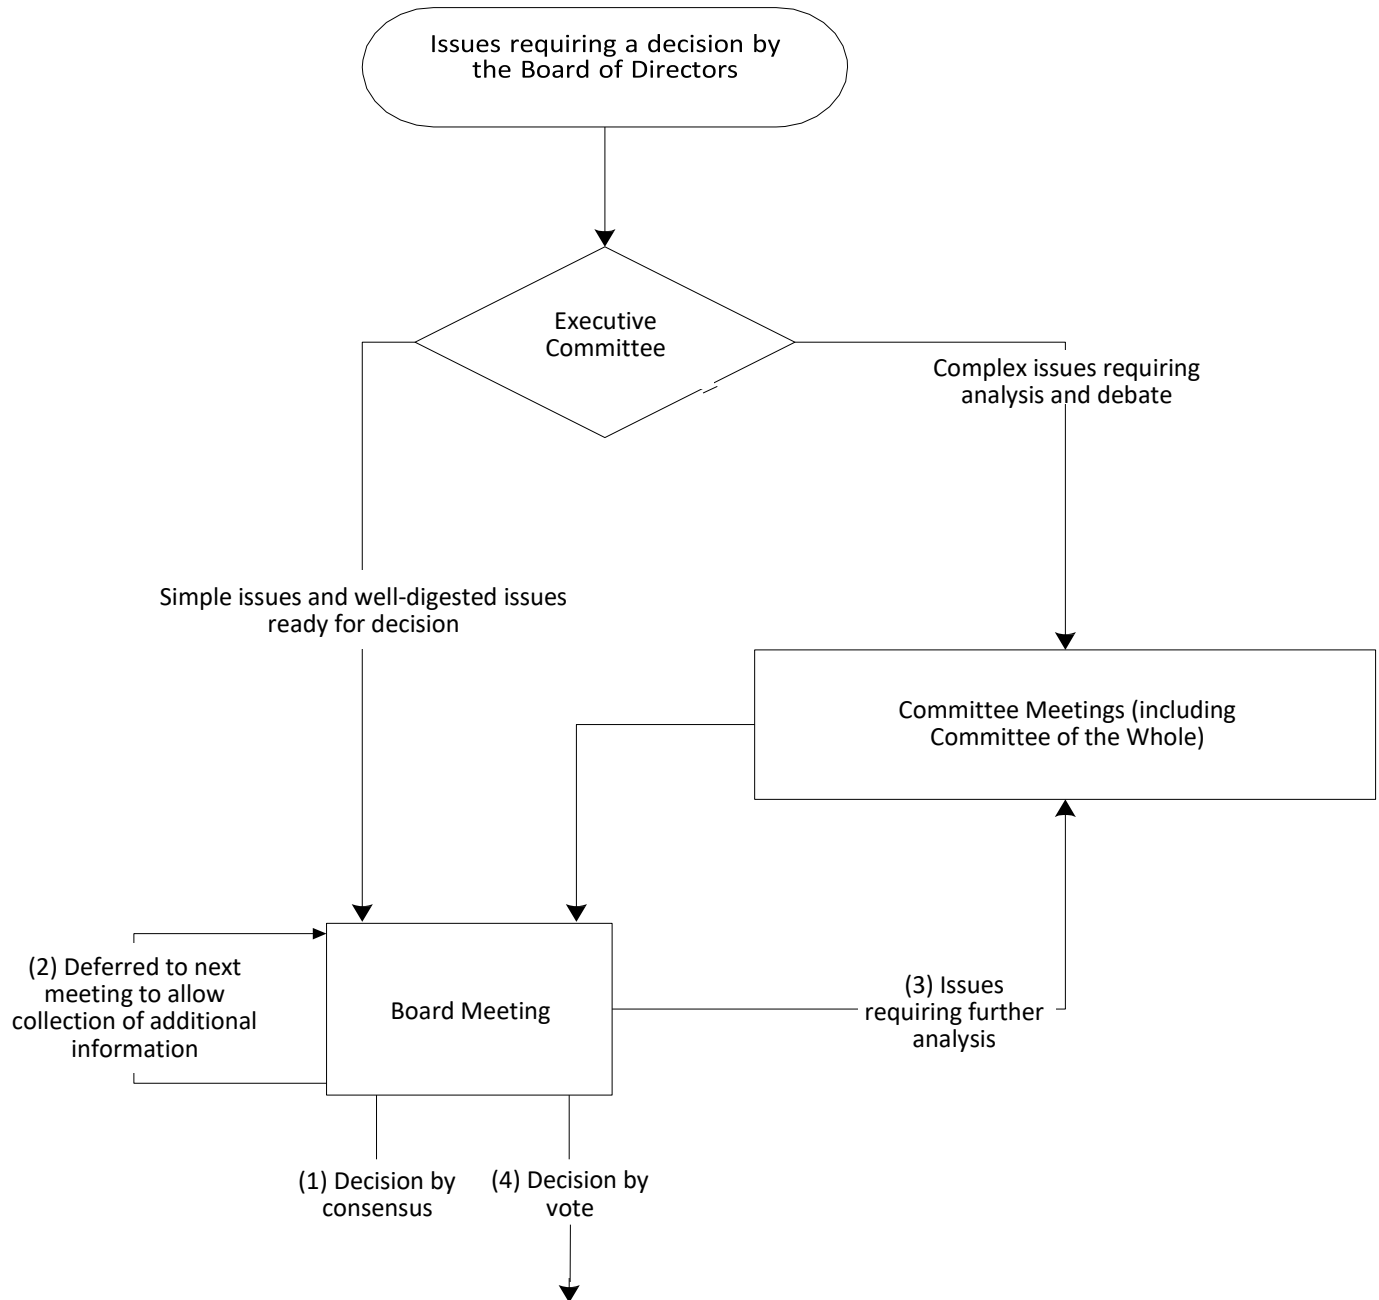 Issues requiring a decision by
the Board of Directors
Executive
Committee
Complex issues requiring
analysis and debate
Simple issues and well-digested issues
ready for decision
Committee Meetings (including
Committee of the Whole)
(2) Deferred to next
meeting to allow
collection of additional
information
Board Meeting
(3) Issues
requiring further
analysis
(1) Decision by
consensus
(4) Decision by
vote